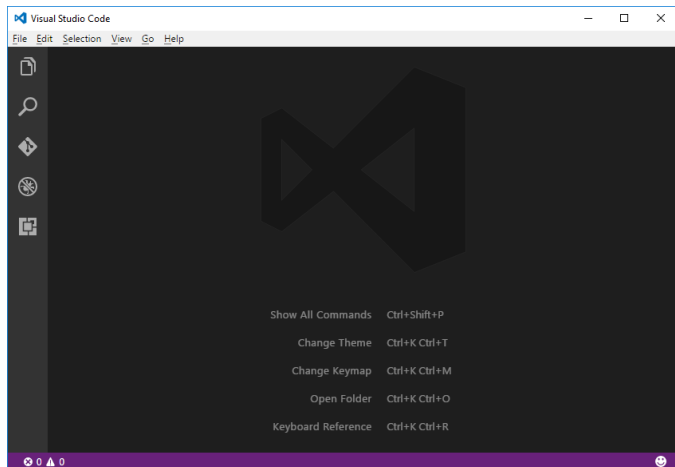 Visual Studio Code
File Edit Selection View Go Help
Show All Commands Ctrl+Shift+P
Change Theme Ctrl+K Ctrl+T
Change Keymap Ctrl+K Ctrl+M
Open Folder Ctrl+K Ctrl+O
Keyboard Reference Ctrl+K Ctrl+R
0 0